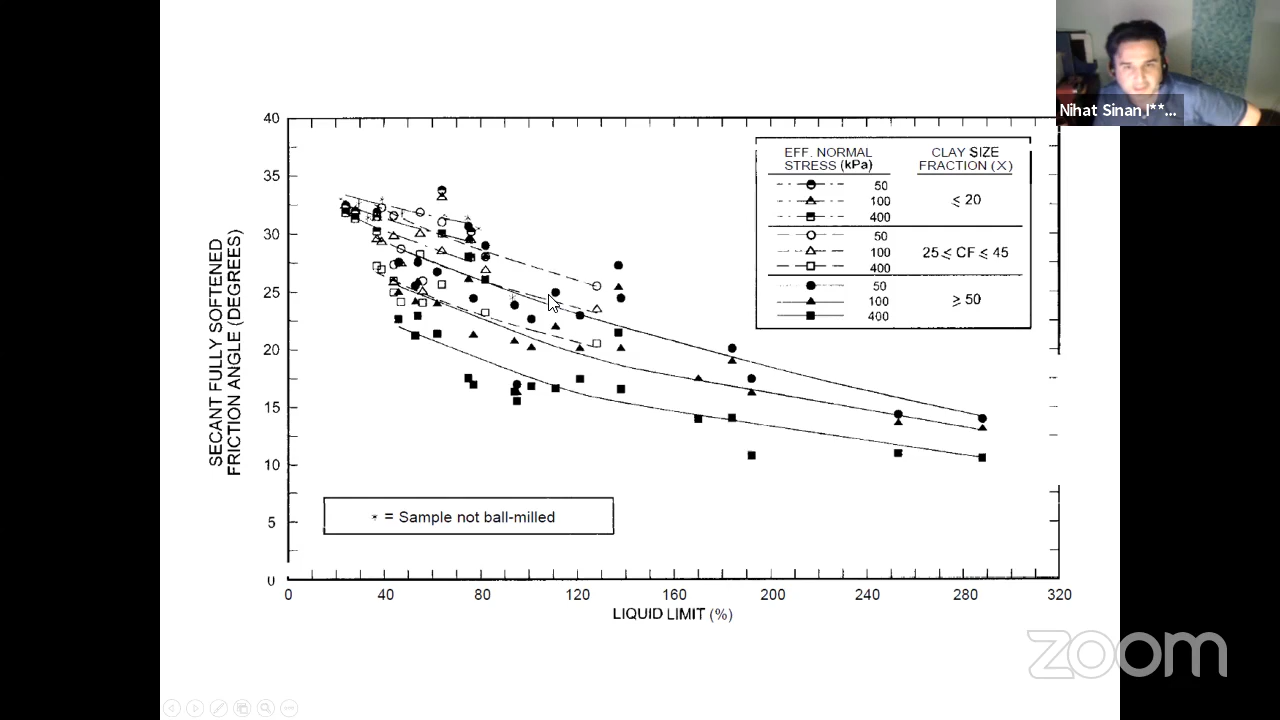 Nihat Sinan I**...
40
35
30
25
20
15
10
5
0
SECANT FULLY SOFTENED
FRICTION ANGLE (DEGREES)
EFF. NORMAL
STRESS (kPa)
CLAY SIZE
FRACTION (X)
50
100
400
⩽ 20
50
100
400
25 ⩽ CF ⩽ 45
50
100
400
⩾ 50
* = Sample not ball-milled
0 40 80 120 160 200 240 280 320
LIQUID LIMIT (%)
zoom